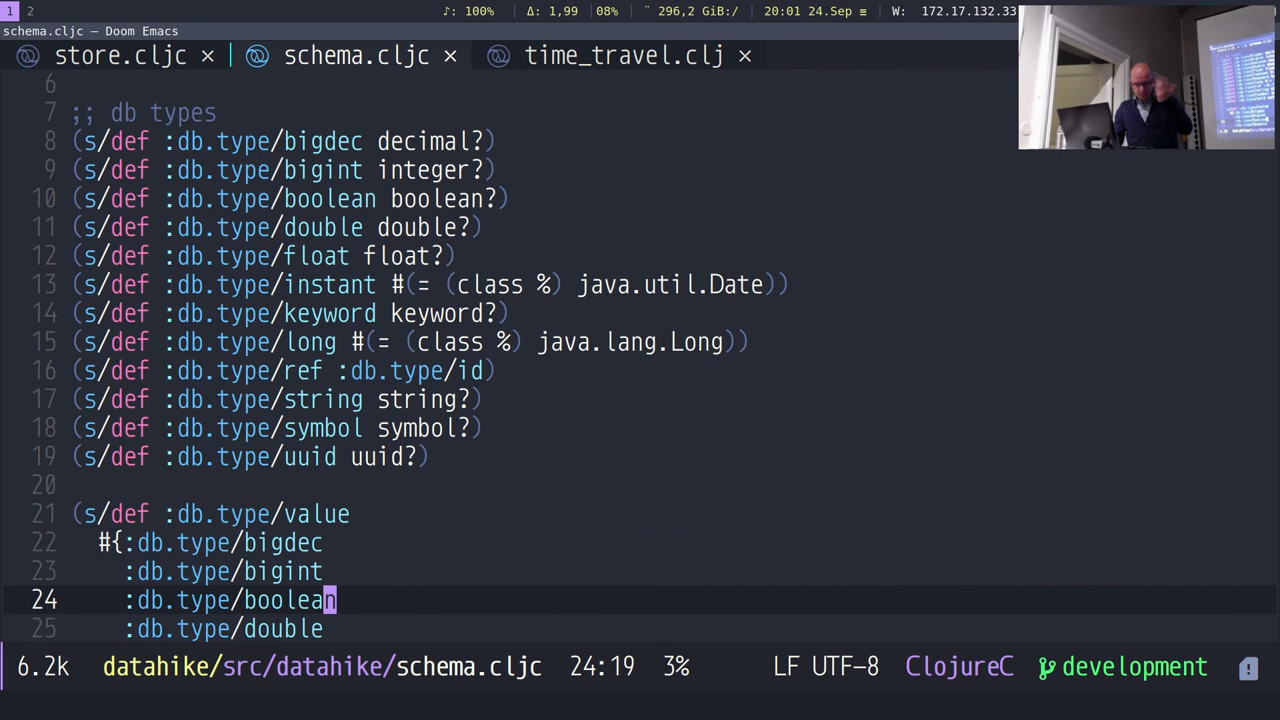 1 2 ♪: 100% Δ: 1,99 08% ¨ 296,2 GiB:/ 20:01 24.Sep ≡ W: 172.17.132.33
schema.cljc — Doom Emacs
store.cljc × schema.cljc × time_travel.clj ×
6
7 ;; db types
8 (s/def :db.type/bigdec decimal?)
9 (s/def :db.type/bigint integer?)
10 (s/def :db.type/boolean boolean?)
11 (s/def :db.type/double double?)
12 (s/def :db.type/float float?)
13 (s/def :db.type/instant #(= (class %) java.util.Date))
14 (s/def :db.type/keyword keyword?)
15 (s/def :db.type/long #(= (class %) java.lang.Long))
16 (s/def :db.type/ref :db.type/id)
17 (s/def :db.type/string string?)
18 (s/def :db.type/symbol symbol?)
19 (s/def :db.type/uuid uuid?)
20
21 (s/def :db.type/value
22 #{:db.type/bigdec
23 :db.type/bigint
24 :db.type/boolean
25 :db.type/double
6.2k datahike/src/datahike/schema.cljc 24:19 3% LF UTF–8 ClojureC development